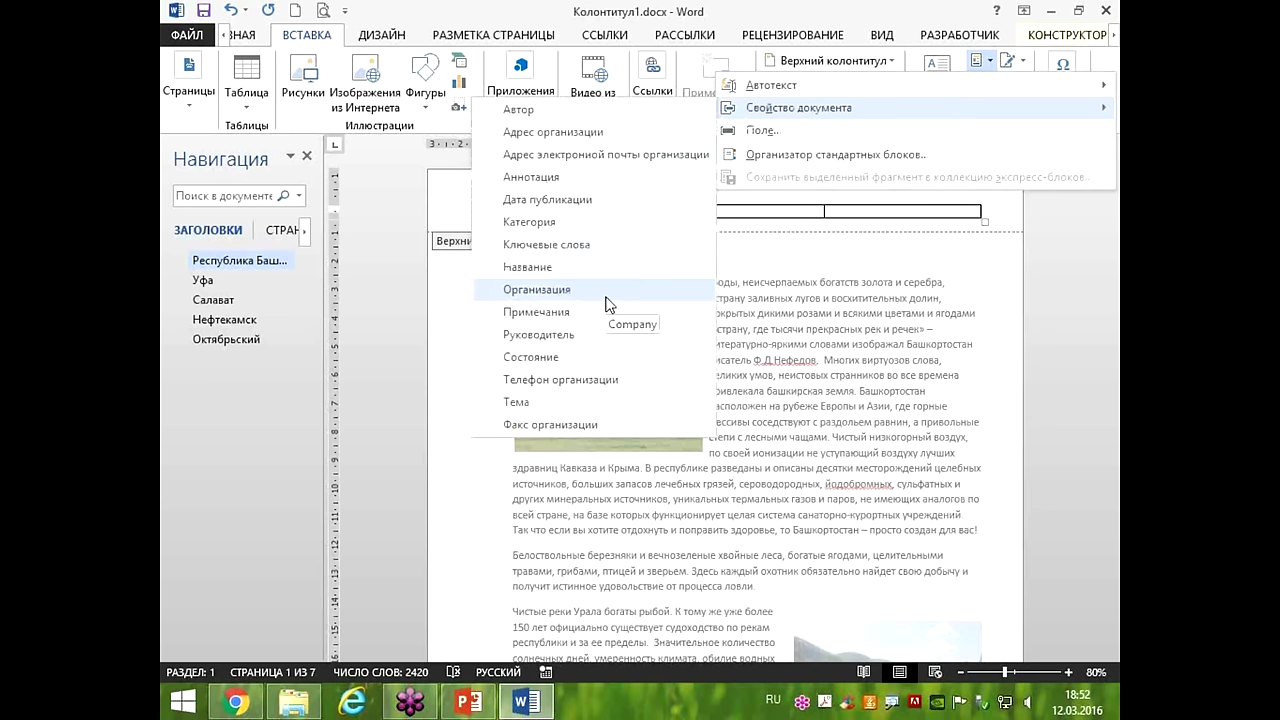 Колонтитул1.docx - Word
ФАЙЛ
ВНАЯ
ВСТАВКА
ДИЗАЙН
РАЗМЕТКА СТРАНИЦЫ
ССЫЛКИ
РАССЫЛКИ
РЕЦЕНЗИРОВАНИЕ
ВИД
РАЗРАБОТЧИК
КОНСТРУКТОР
Страницы
Таблица
Рисунки
Изображения
из Интернета
Фигуры
Приложения
Видео из
Ссылки
Приме
Верхний колонтитул
Таблицы
Иллюстрации
Автотекст
Свойство документа
Поле...
Организатор стандартных блоков..
Сохранить выделенный фрагмент в коллекцию экспресс-блоков..
Автор
Адрес организации
Адрес электронной почты организации
Аннотация
Дата публикации
Категория
Ключевые слова
Название
Организация
Примечания
Руководитель
Состояние
Телефон организации
Тема
Факс организации
Company
Навигация
Поиск в документе
ЗАГОЛОВКИ
СТРАН
Республика Баш...
Уфа
Салават
Нефтекамск
Октябрьский
3 · ı · 2 ·
Верхни
оды, неисчерпаемых богатств золота и серебра,
страну заливных лугов и восхитительных долин,
окрытых дикими розами и всякими цветами и ягодами
страну, где тысячи прекрасных рек и речек» –
итературно-яркими словами изображал Башкортостан
исатель Ф.Д.Нефедов. Многих виртуозов слова,
еликих умов, неистовых странников во все времена
ривлекала башкирская земля. Башкортостан
асположен на рубеже Европы и Азии, где горные
ассивы соседствуют с раздольем равнин, а привольные
степи с лесными чащами. Чистый низкогорный воздух,
по своей ионизации не уступающий воздуху лучших
здравниц Кавказа и Крыма. В республике разведаны и описаны десятки месторождений целебных
источников, больших запасов лечебных грязей, сероводородных, йодобромных, сульфатных и
других минеральных источников, уникальных термальных газов и паров, не имеющих аналогов по
всей стране, на базе которых функционирует целая система санаторно-курортных учреждений.
Так что если вы хотите отдохнуть и поправить здоровье, то Башкортостан – просто создан для вас!
Белоствольные березняки и вечнозеленые хвойные леса, богатые ягодами, целительными
травами, грибами, птицей и зверьем. Здесь каждый охотник обязательно найдет свою добычу и
получит истинное удовольствие от процесса ловли.
Чистые реки Урала богаты рыбой. К тому же уже более
150 лет официально существует судоходство по рекам
республики и за ее пределы. Значительное количество
солнечных дней, умеренность климата, обилие водных
РАЗДЕЛ: 1
СТРАНИЦА 1 ИЗ 7
ЧИСЛО СЛОВ: 2420
РУССКИЙ
80%
RU
18:52
12.03.2016